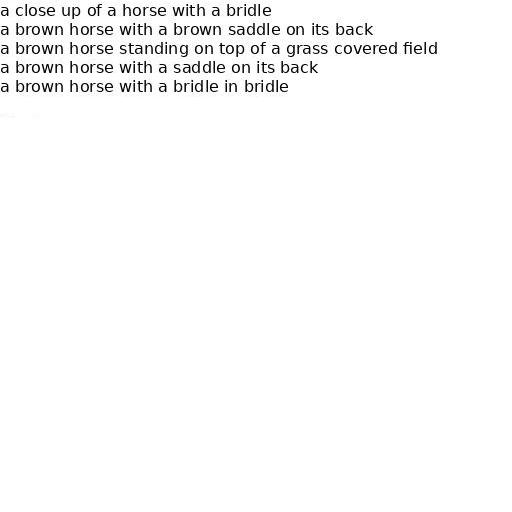 a close up of a horse with a bridle
a brown horse with a brown saddle on its back
a brown horse standing on top of a grass covered field
a brown horse with a saddle on its back
a brown horse with a bridle in bridle